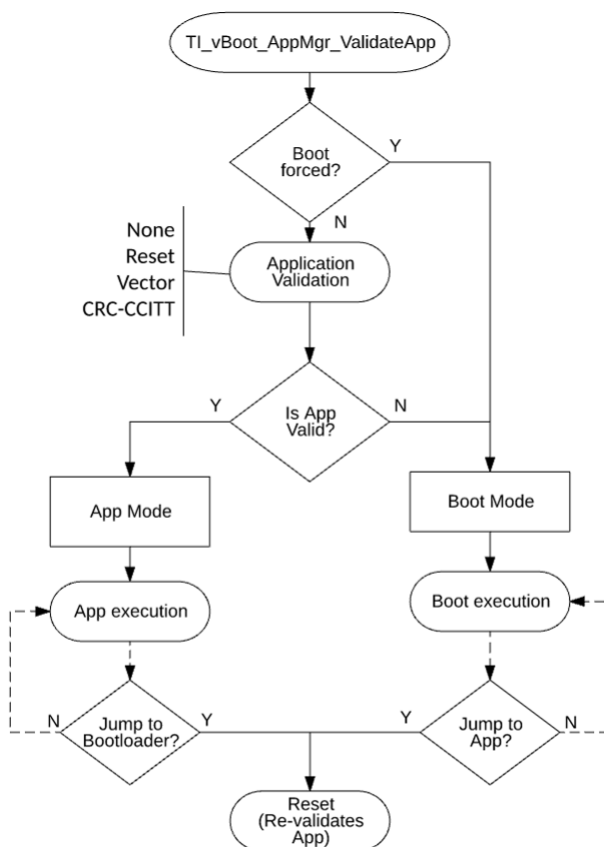 TI_vBoot_AppMgr_ValidateApp
Boot
forced?
Y
N
None
Reset
Vector
CRC-CCITT
Application
Validation
Y
Is App
Valid?
N
App Mode
Boot Mode
App execution
Boot execution
N
Jump to
Bootloader?
Y
Y
Jump to
App?
N
Reset
(Re-validates
App)